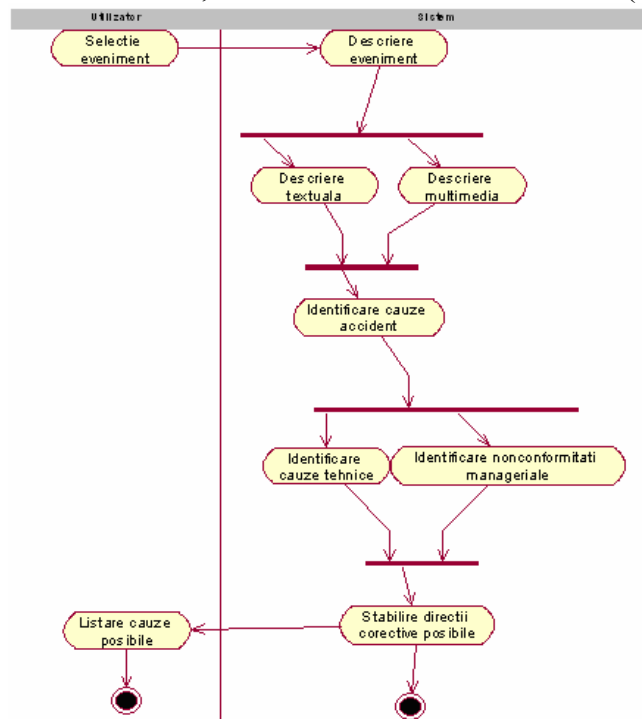 Utilizator
Sistem
Selectie
eveniment
Descriere
eveniment
Descriere
textuala
Descriere
multimedia
Identificare cauze
accident
Identificare
cauze tehnice
Identificare nonconformitati
manageriale
Listare cauze
posibile
Stabilire directii
corective posibile